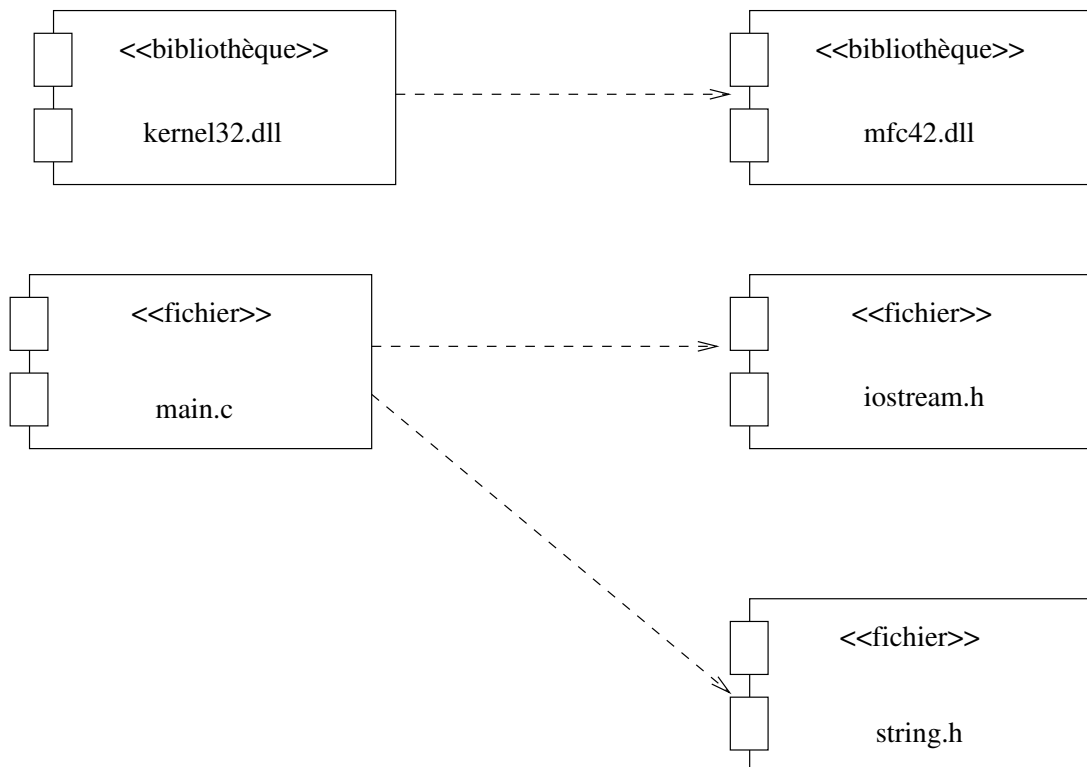 <<bibliothèque>>
kernel32.dll
<<bibliothèque>>
mfc42.dll
<<fichier>>
main.c
<<fichier>>
iostream.h
<<fichier>>
string.h